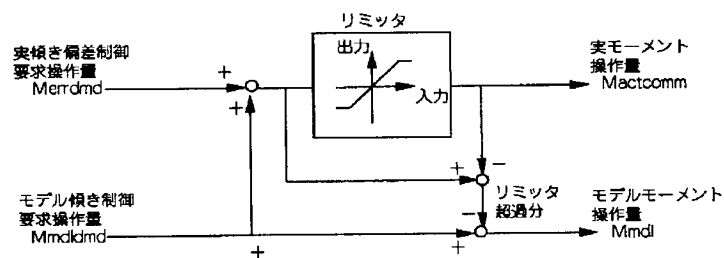 リミッタ
出力
入力
実傾き偏差制御
要求操作量
Merrdmd
+
+
実モーメント
操作量
Mactcomm
+
−
リミッタ
超過分
モデル傾き制御
要求操作量
Mmdldmd
+
+
−
モデルモーメント
操作量
Mmdl